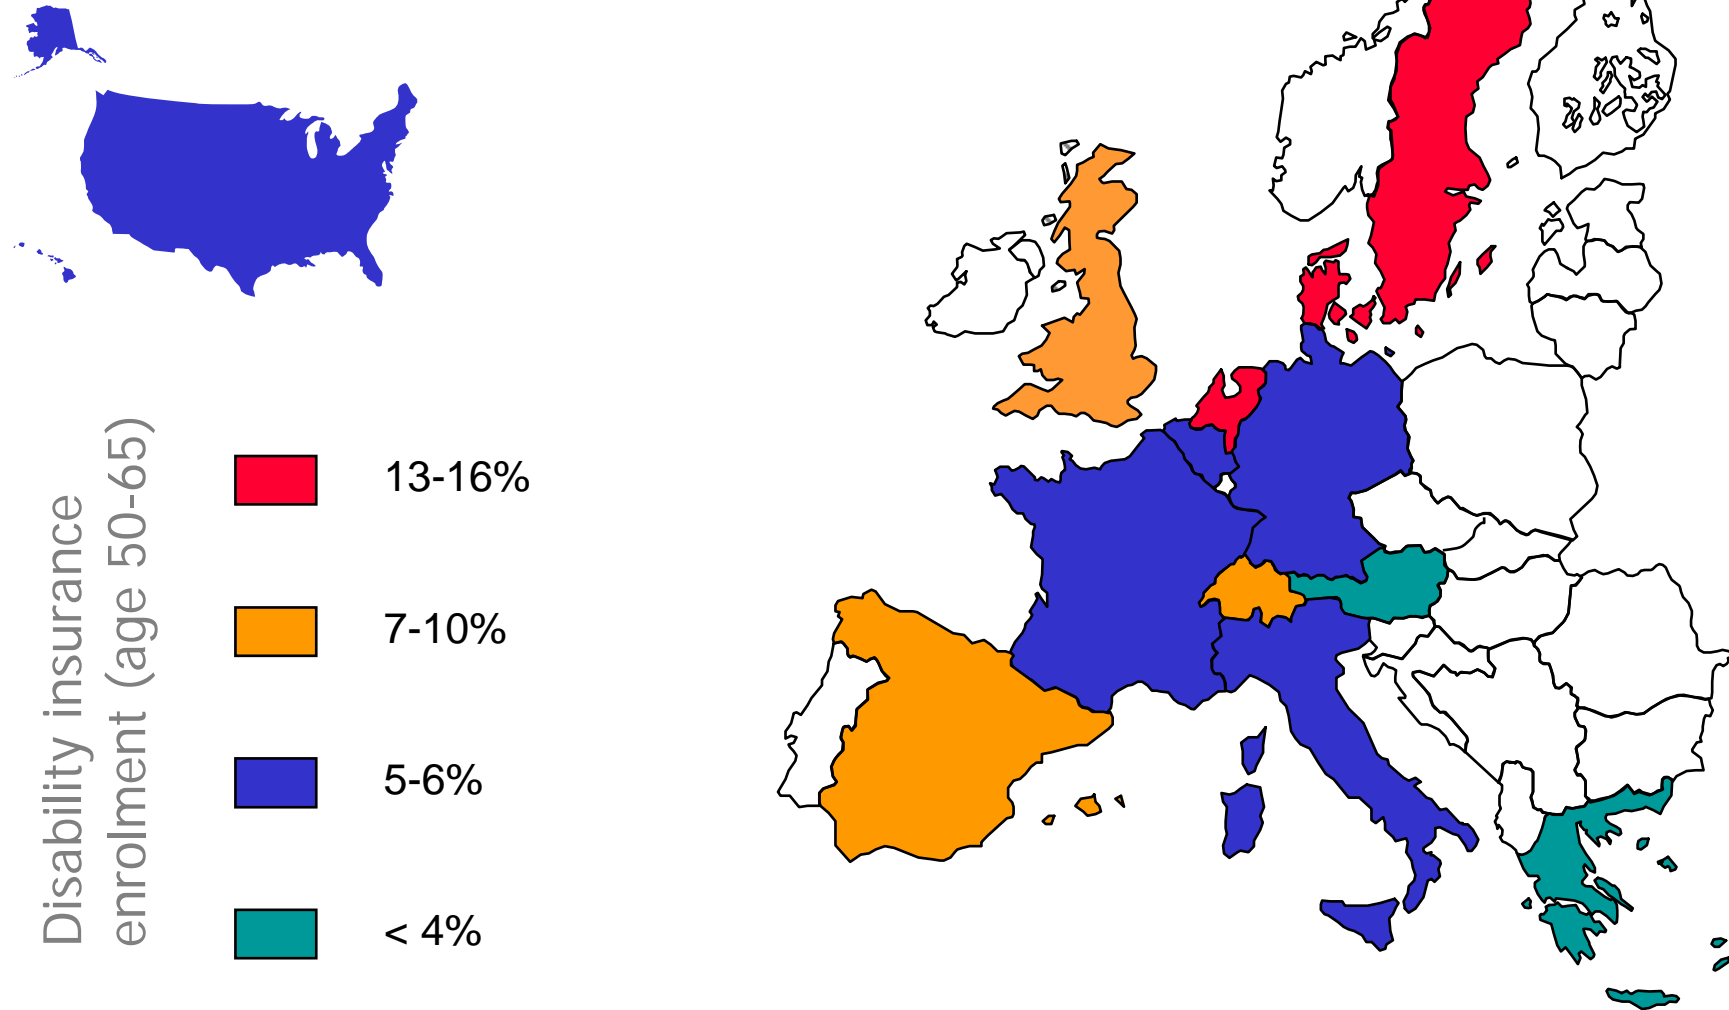 Disability insurance
enrolment (age 50-65)
13-16%
7-10%
5-6%
< 4%